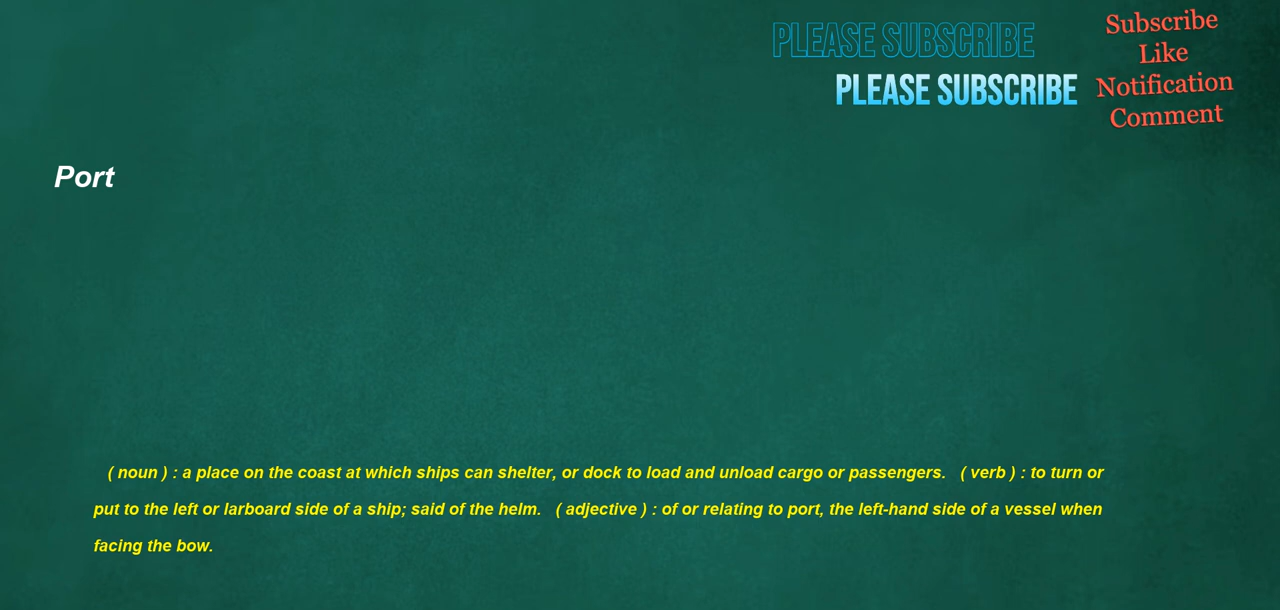 PLEASE SUBSCRIBE
PLEASE SUBSCRIBE
Subscribe
Like
Notification
Comment
Port
( noun ) : a place on the coast at which ships can shelter, or dock to load and unload cargo or passengers. ( verb ) : to turn or
put to the left or larboard side of a ship; said of the helm. ( adjective ) : of or relating to port, the left-hand side of a vessel when
facing the bow.